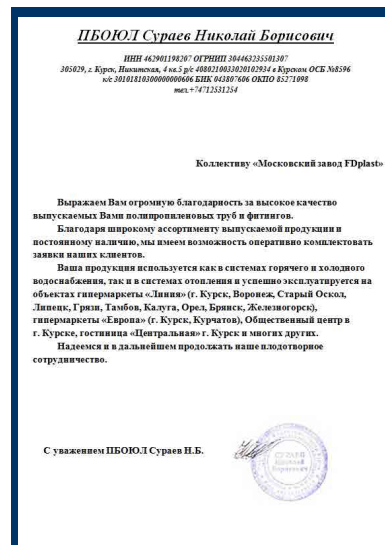 ПБОЮЛ Сураев Николай Борисович
ИНН 462901198207 ОГРНИП 304463235501307
305029, г. Курск, Никитская, 4 кв.5 р/с 4080210033020102934 в Курском ОСБ №8596
к/с 30101810300000000606 БИК 043807606 ОКПО 85271098
тел.+74712531254
Коллективу «Московский завод FDplast»
Выражаем Вам огромную благодарность за высокое качество
выпускаемых Вами полипропиленовых труб и фитингов.
Благодаря широкому ассортименту выпускаемой продукции и
постоянному наличию, мы имеем возможность оперативно комплектовать
заявки наших клиентов.
Ваша продукция используется как в системах горячего и холодного
водоснабжения, так и в системах отопления и успешно эксплуатируется на
объектах гипермаркеты «Линия» (г. Курск, Воронеж, Старый Оскол,
Липецк, Грязи, Тамбов, Калуга, Орел, Брянск, Железногорск),
гипермаркеты «Европа» (г. Курск, Курчатов), Общественный центр в
г. Курске, гостиница «Центральная» г. Курск и многих других.
Надеемся и в дальнейшем продолжать наше плодотворное
сотрудничество.
С уважением ПБОЮЛ Сураев Н.Б.